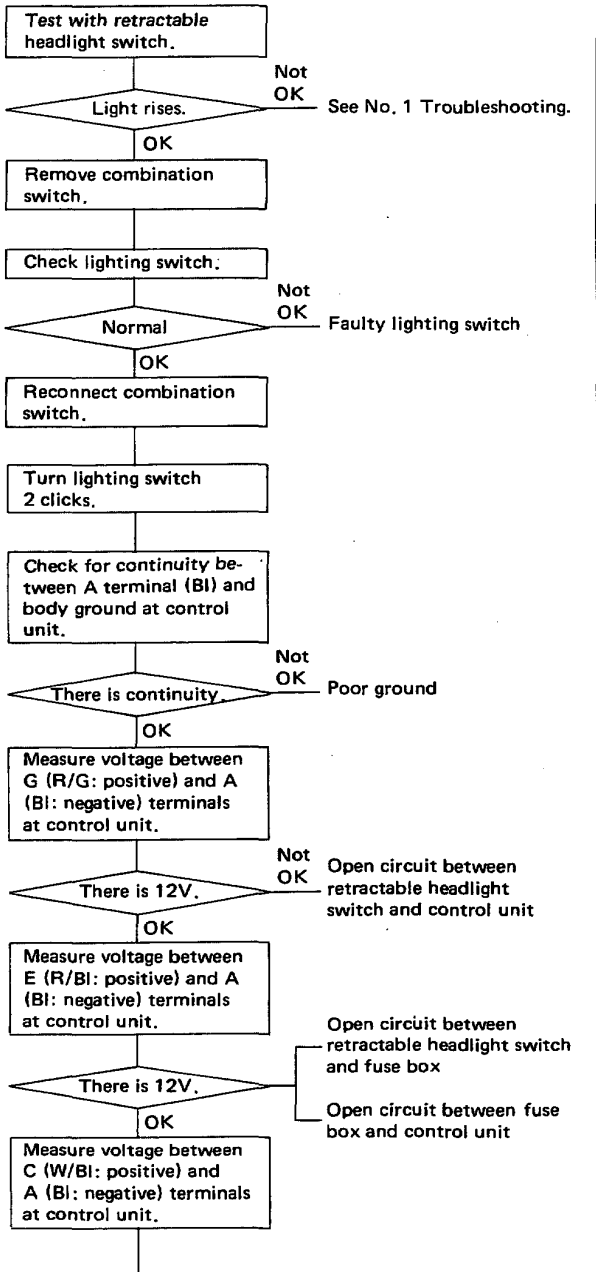 Test with retractable
headlight switch.
Not
OK
Light rises.
See No. 1 Troubleshooting.
OK
Remove combination
switch.
Check lighting switch.
Not
OK
Normal
Faulty lighting switch
OK
Reconnect combination
switch.
Turn lighting switch
2 clicks.
Check for continuity be-
tween A terminal (Bl) and
body ground at control
unit.
Not
OK
There is continuity.
Poor ground
OK
Measure voltage between
G (R/G: positive) and A
(Bl: negative) terminals
at control unit.
Not
OK
There is 12V.
Open circuit between
retractable headlight
switch and control unit
OK
Measure voltage between
E (R/Bl: positive) and A
(Bl: negative) terminals
at control unit.
Open circuit between
retractable headlight switch
and fuse box
There is 12V.
Open circuit between fuse
box and control unit
OK
Measure voltage between
C (W/Bl: positive) and
A (Bl: negative) terminals
at control unit.